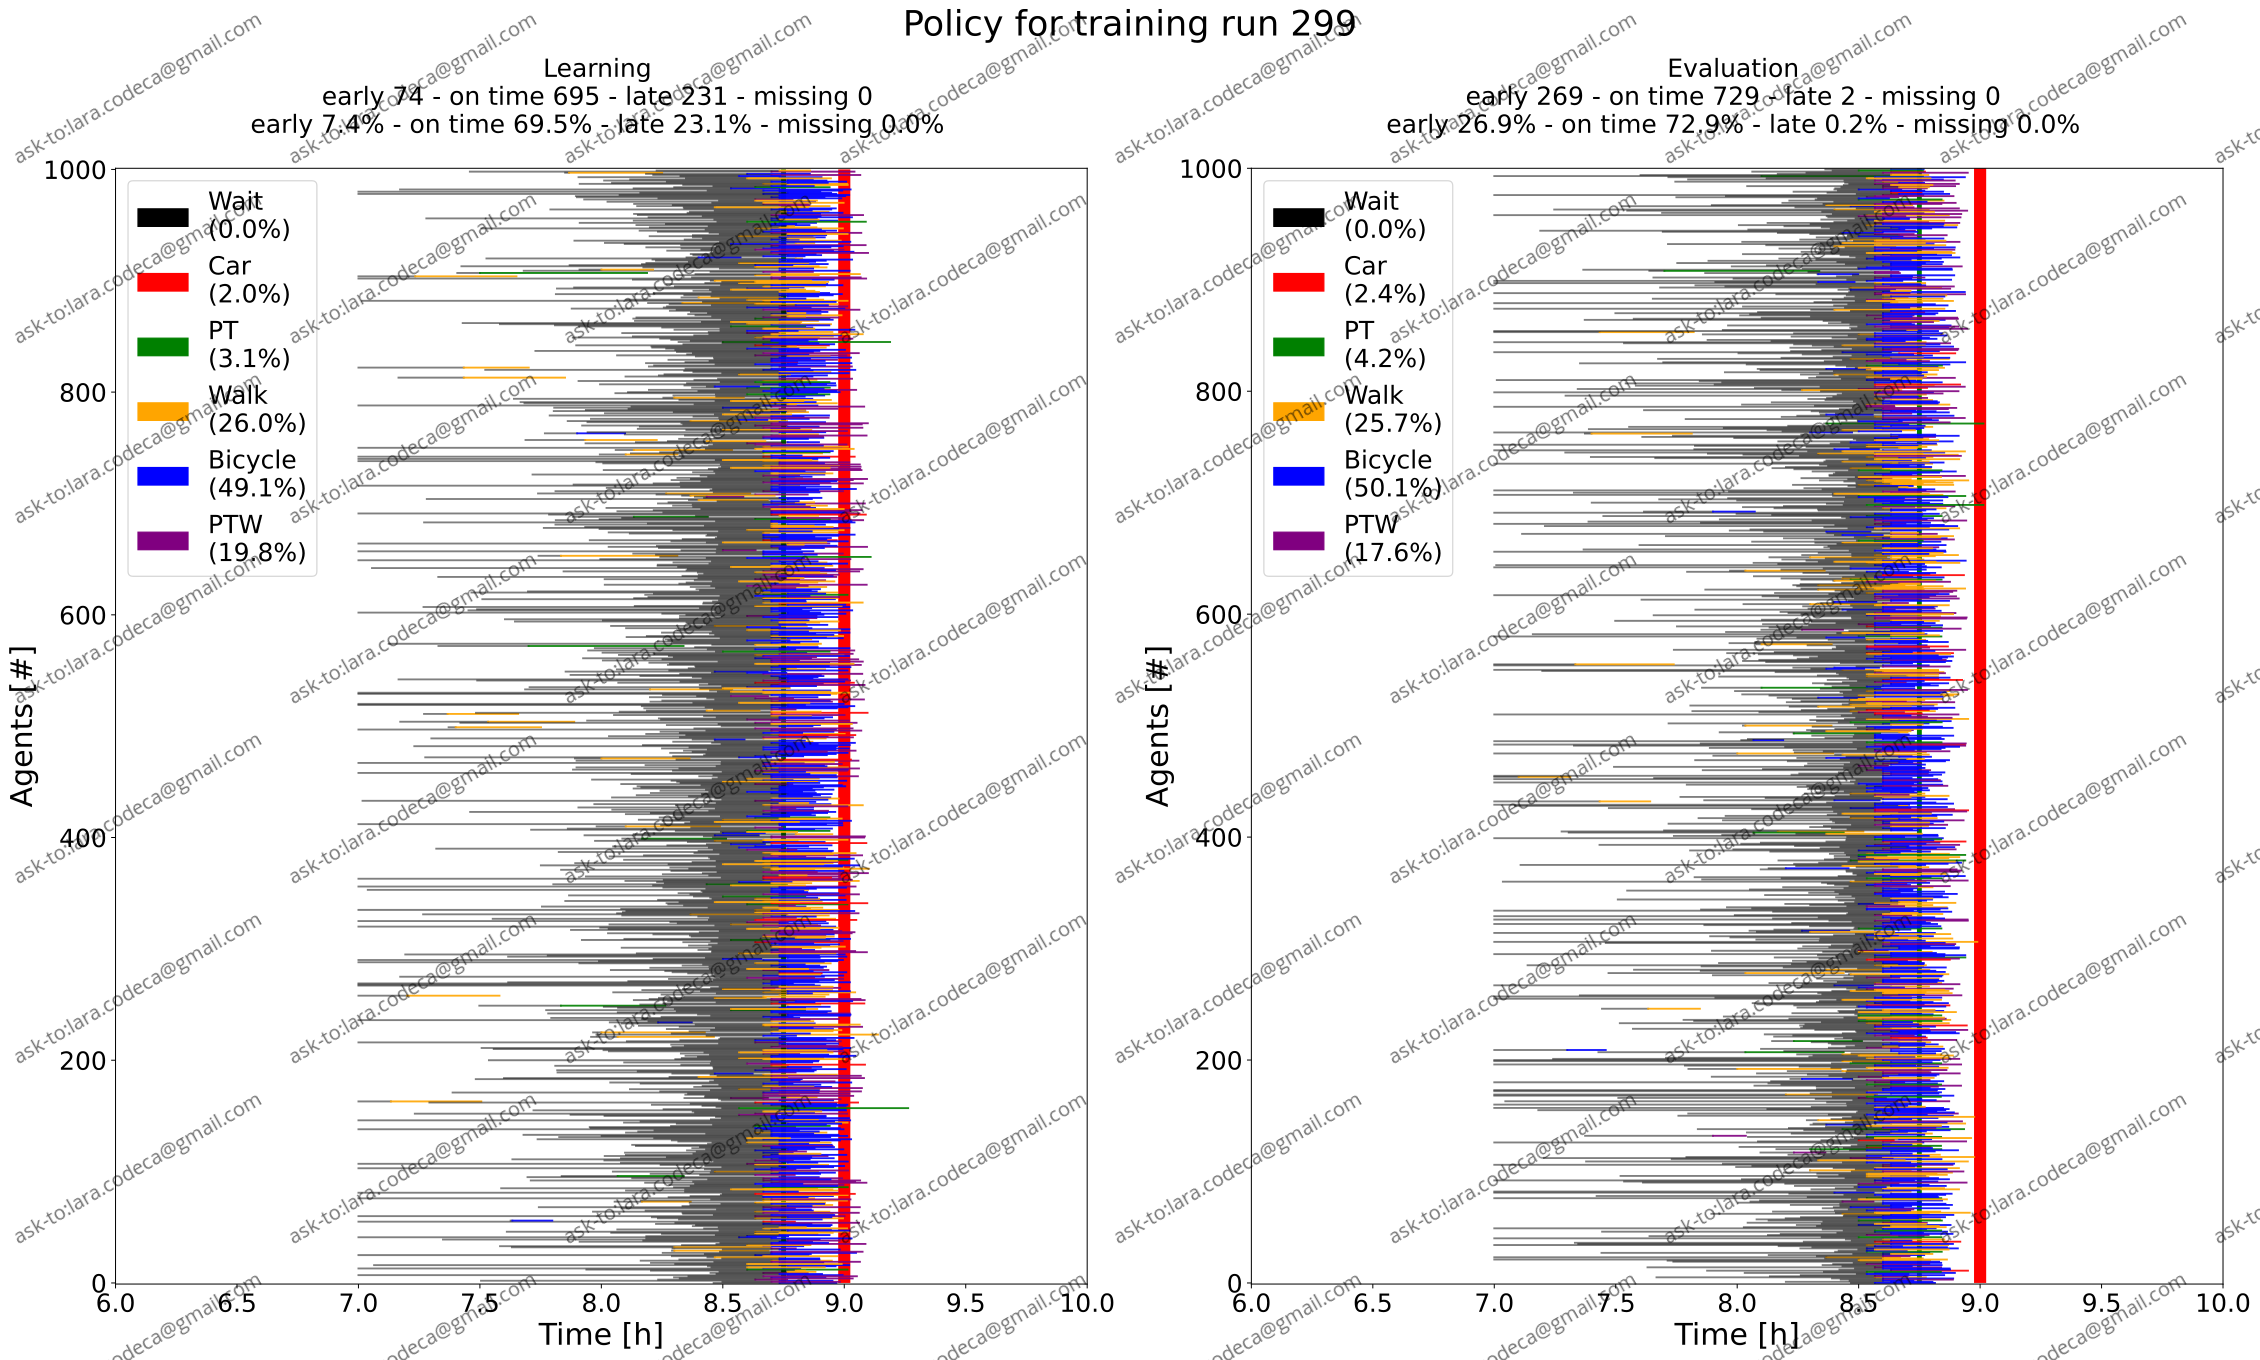 Policy for training run 299
Learning
early 74 - on time 695 - late 231 - missing 0
early 7.4% - on time 69.5% - late 23.1% - missing 0.0%
Agents [#]
1000
800
600
400
200
0
Wait
(0.0%)
Car
(2.0%)
PT
(3.1%)
Walk
(26.0%)
Bicycle
(49.1%)
PTW
(19.8%)
6.0 6.5 7.0 7.5 8.0 8.5 9.0 9.5 10.0
Time [h]
Evaluation
early 269 - on time 729 - late 2 - missing 0
early 26.9% - on time 72.9% - late 0.2% - missing 0.0%
Agents [#]
1000
800
600
400
200
0
Wait
(0.0%)
Car
(2.4%)
PT
(4.2%)
Walk
(25.7%)
Bicycle
(50.1%)
PTW
(17.6%)
6.0 6.5 7.0 7.5 8.0 8.5 9.0 9.5 10.0
Time [h]
ask-to:lara.codeca@gmail.com